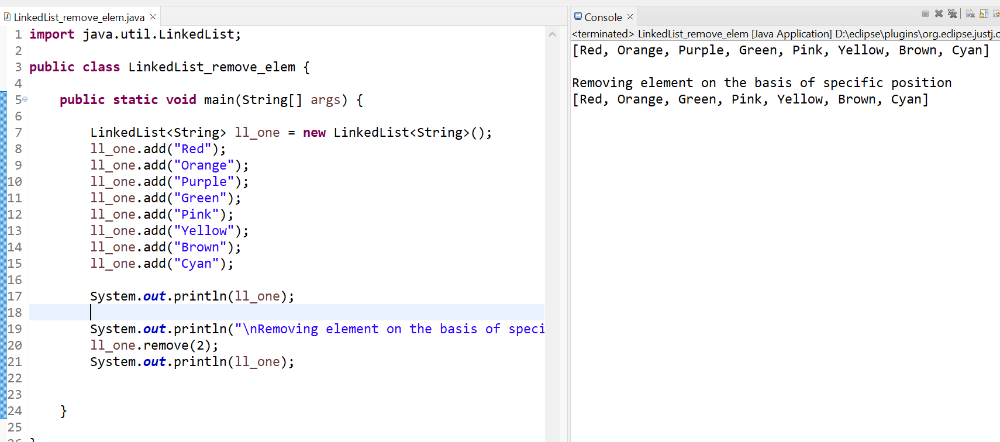 LinkedList_remove_elem.java
1 import java.util.LinkedList;
2
3 public class LinkedList_remove_elem {
4
5 public static void main(String[] args) {
6
7 LinkedList<String> ll_one = new LinkedList<String>();
8 ll_one.add("Red");
9 ll_one.add("Orange");
10 ll_one.add("Purple");
11 ll_one.add("Green");
12 ll_one.add("Pink");
13 ll_one.add("Yellow");
14 ll_one.add("Brown");
15 ll_one.add("Cyan");
16
17 System.out.println(ll_one);
18
19 System.out.println("\nRemoving element on the basis of speci
20 ll_one.remove(2);
21 System.out.println(ll_one);
22
23
24 }
25
Console
<terminated> LinkedList_remove_elem [Java Application] D:\eclipse\plugins\org.eclipse.justj.o
[Red, Orange, Purple, Green, Pink, Yellow, Brown, Cyan]
Removing element on the basis of specific position
[Red, Orange, Green, Pink, Yellow, Brown, Cyan]